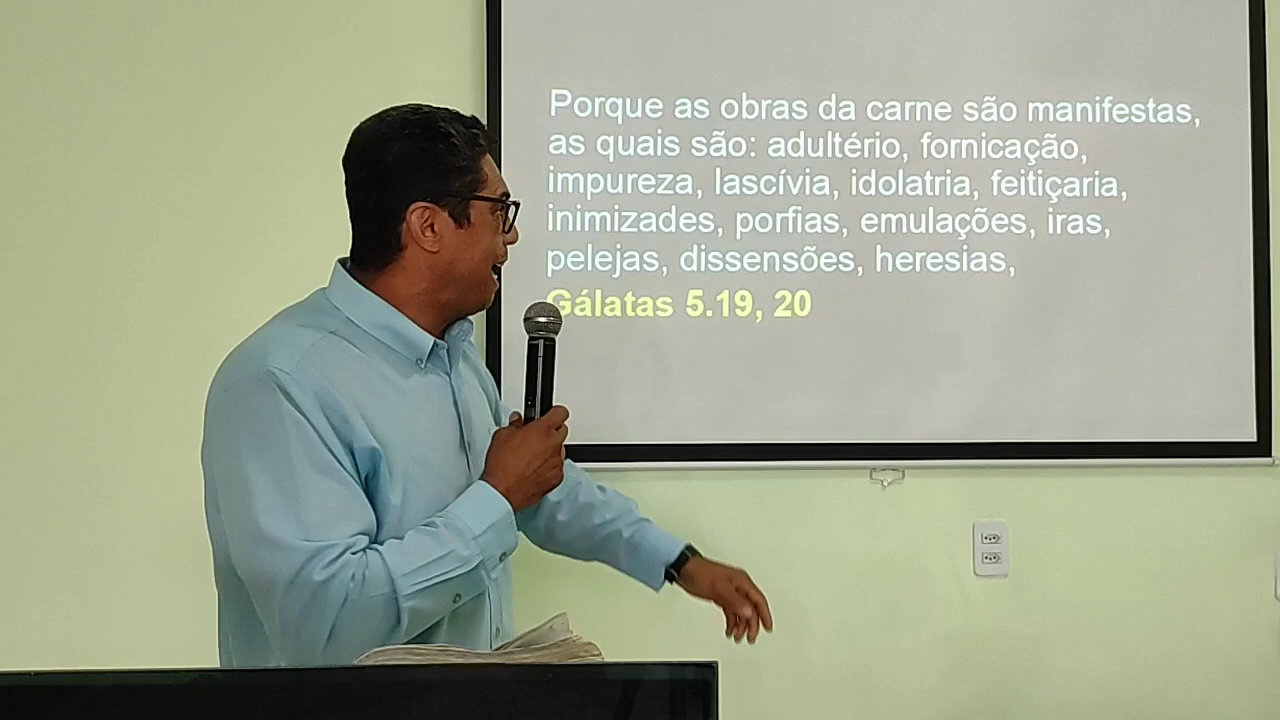 Porque as obras da carne são manifestas,
as quais são: adultério, fornicação,
impureza, lascívia, idolatria, feitiçaria,
inimizades, porfias, emulações, iras,
pelejas, dissensões, heresias,
Gálatas 5.19, 20